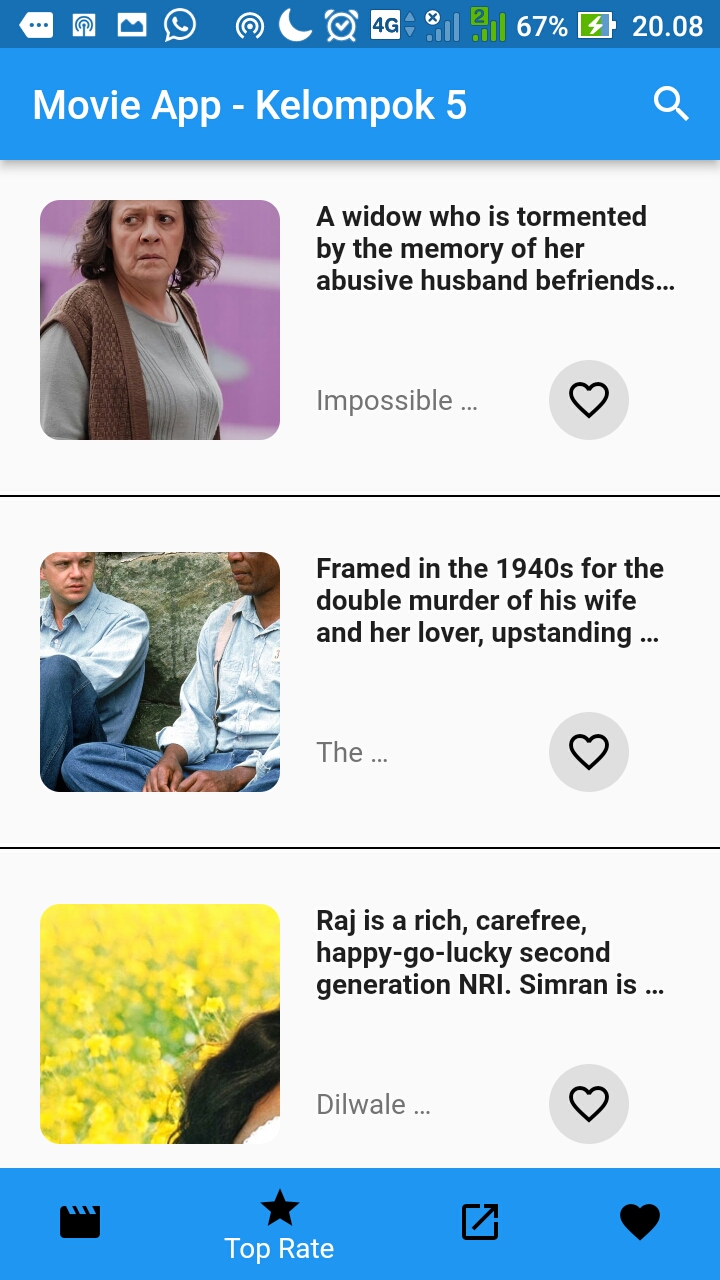 4G
2
67%
20.08
Movie App - Kelompok 5
A widow who is tormented
by the memory of her
abusive husband befriends…
Impossible …
Framed in the 1940s for the
double murder of his wife
and her lover, upstanding …
The …
Raj is a rich, carefree,
happy-go-lucky second
generation NRI. Simran is …
Dilwale …
Top Rate